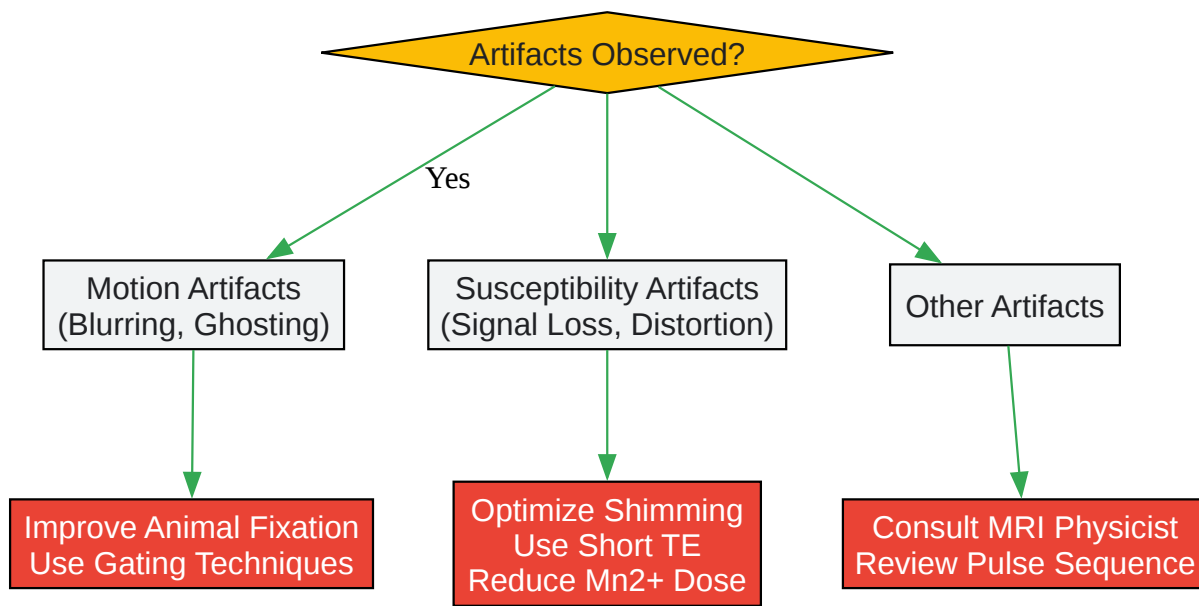 Artifacts Observed?
Yes
Motion Artifacts
(Blurring, Ghosting)
Susceptibility Artifacts
(Signal Loss, Distortion)
Other Artifacts
Improve Animal Fixation
Use Gating Techniques
Optimize Shimming
Use Short TE
Reduce Mn2+ Dose
Consult MRI Physicist
Review Pulse Sequence